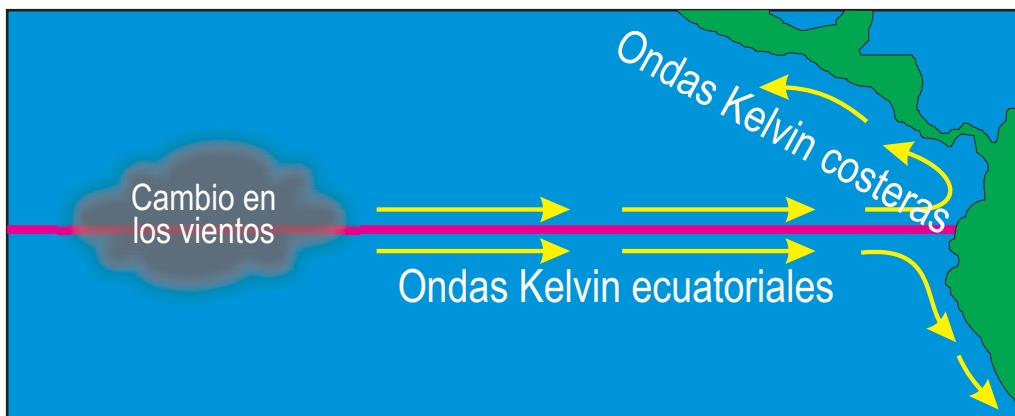 Ondas Kelvin costeras
Cambio en
los vientos
Ondas Kelvin ecuatoriales